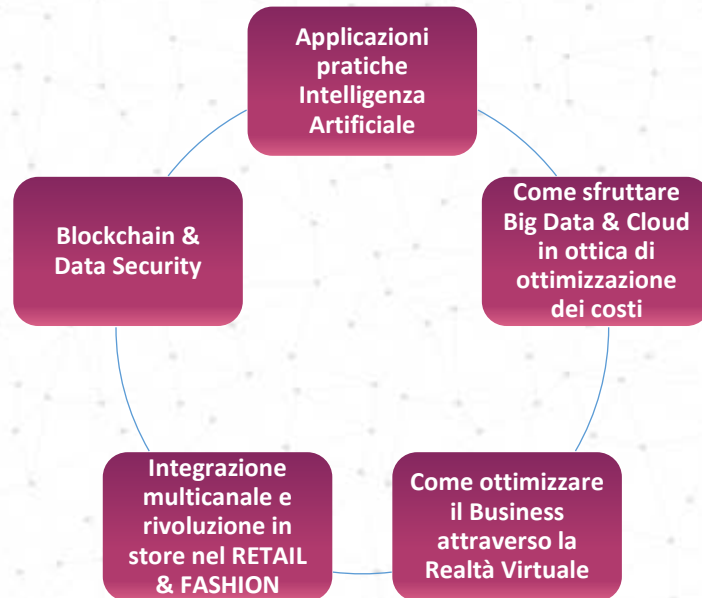 Applicazioni
pratiche
Intelligenza
Artificiale
Come sfruttare
Big Data & Cloud
in ottica di
ottimizzazione
dei costi
Come ottimizzare
il Business
attraverso la
Realtà Virtuale
Integrazione
multicanale e
rivoluzione in
store nel RETAIL
& FASHION
Blockchain &
Data Security